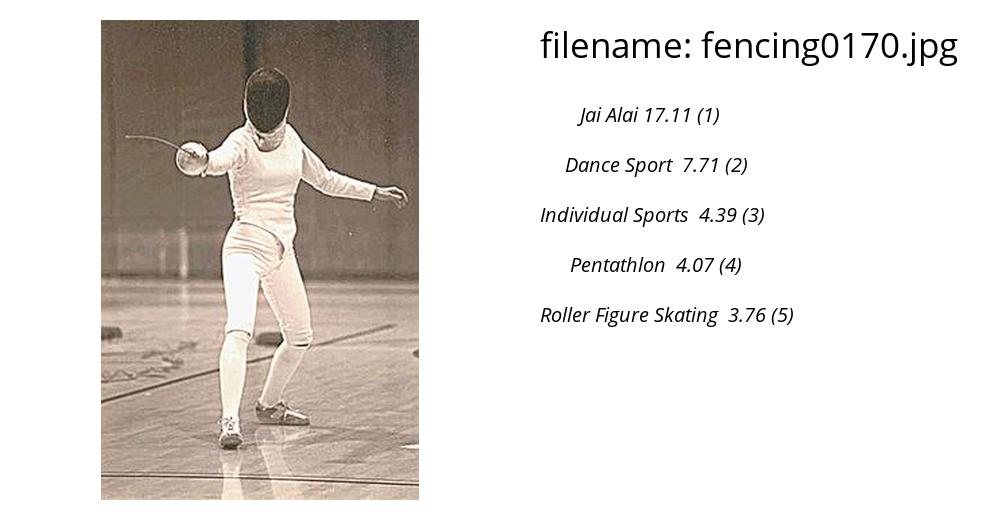 filename: fencing0170.jpg
Jai Alai 17.11 (1)
Dance Sport 7.71 (2)
Individual Sports 4.39 (3)
Pentathlon 4.07 (4)
Roller Figure Skating 3.76 (5)